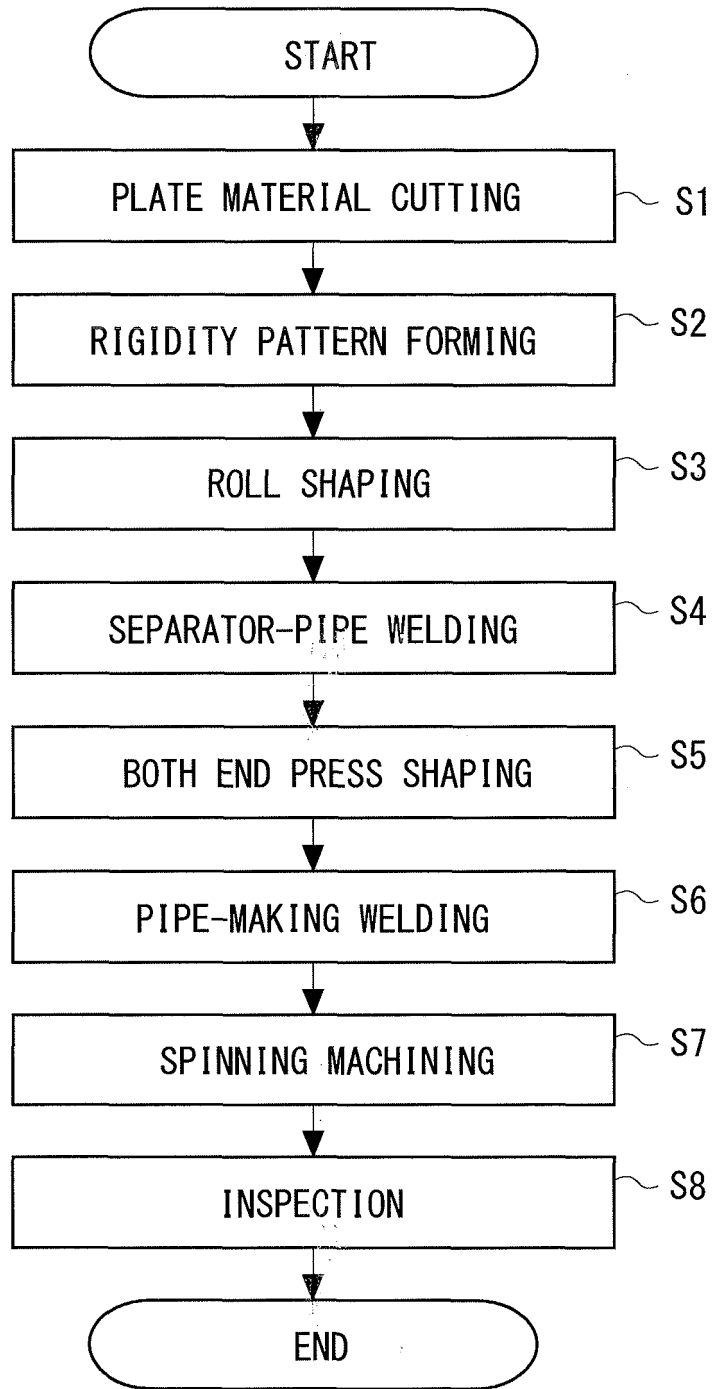 START
PLATE MATERIAL CUTTING S1
RIGIDITY PATTERN FORMING S2
ROLL SHAPING S3
SEPARATOR-PIPE WELDING S4
BOTH END PRESS SHAPING S5
PIPE-MAKING WELDING S6
SPINNING MACHINING S7
INSPECTION S8
END